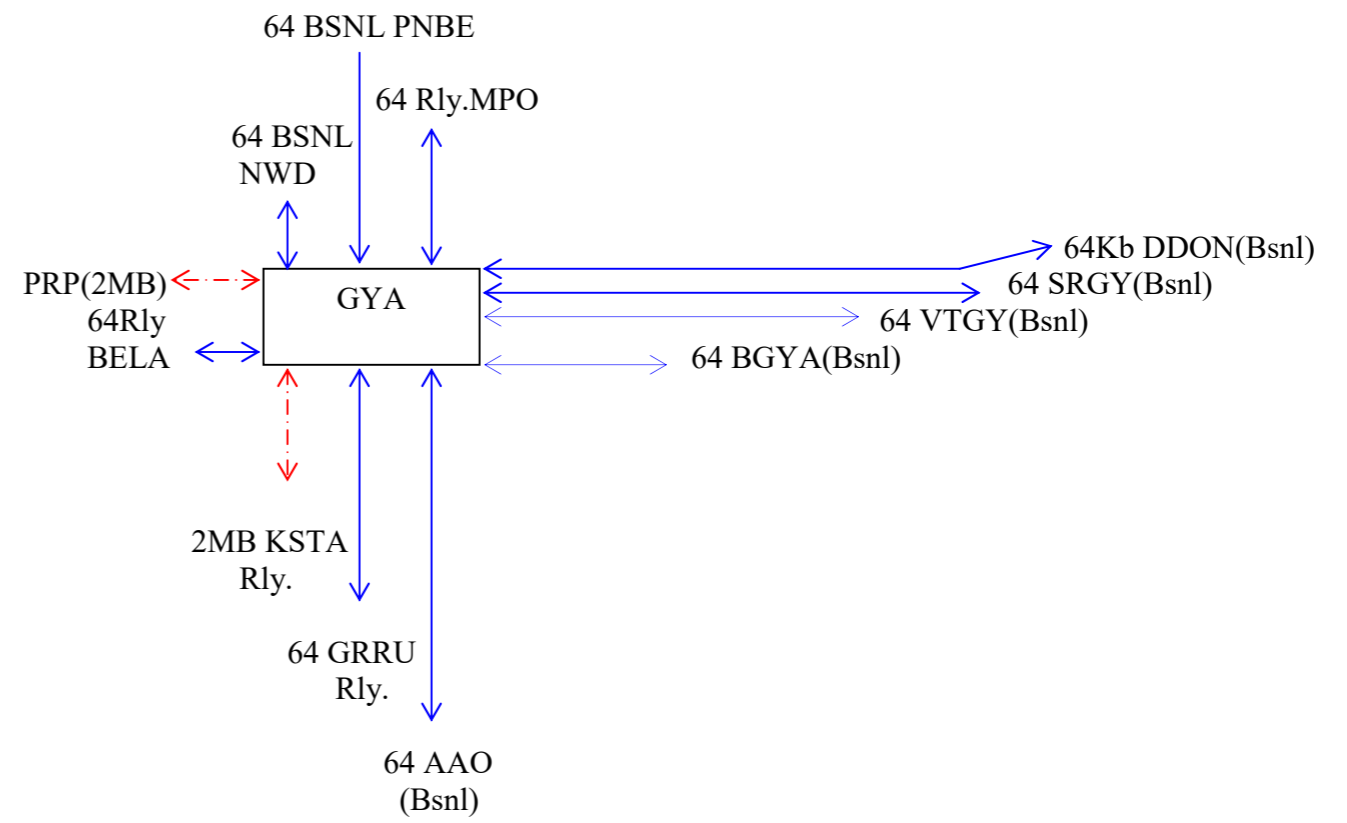 64 BSNL PNBE
64 Rly.MPO
64 BSNL
NWD
64Kb DDON(Bsnl)
PRP(2MB)
GYA
64 SRGY(Bsnl)
64Rly
64 VTGY(Bsnl)
BELA
64 BGYA(Bsnl)
2MB KSTA
Rly.
64 GRRU
Rly.
64 AAO
(Bsnl)